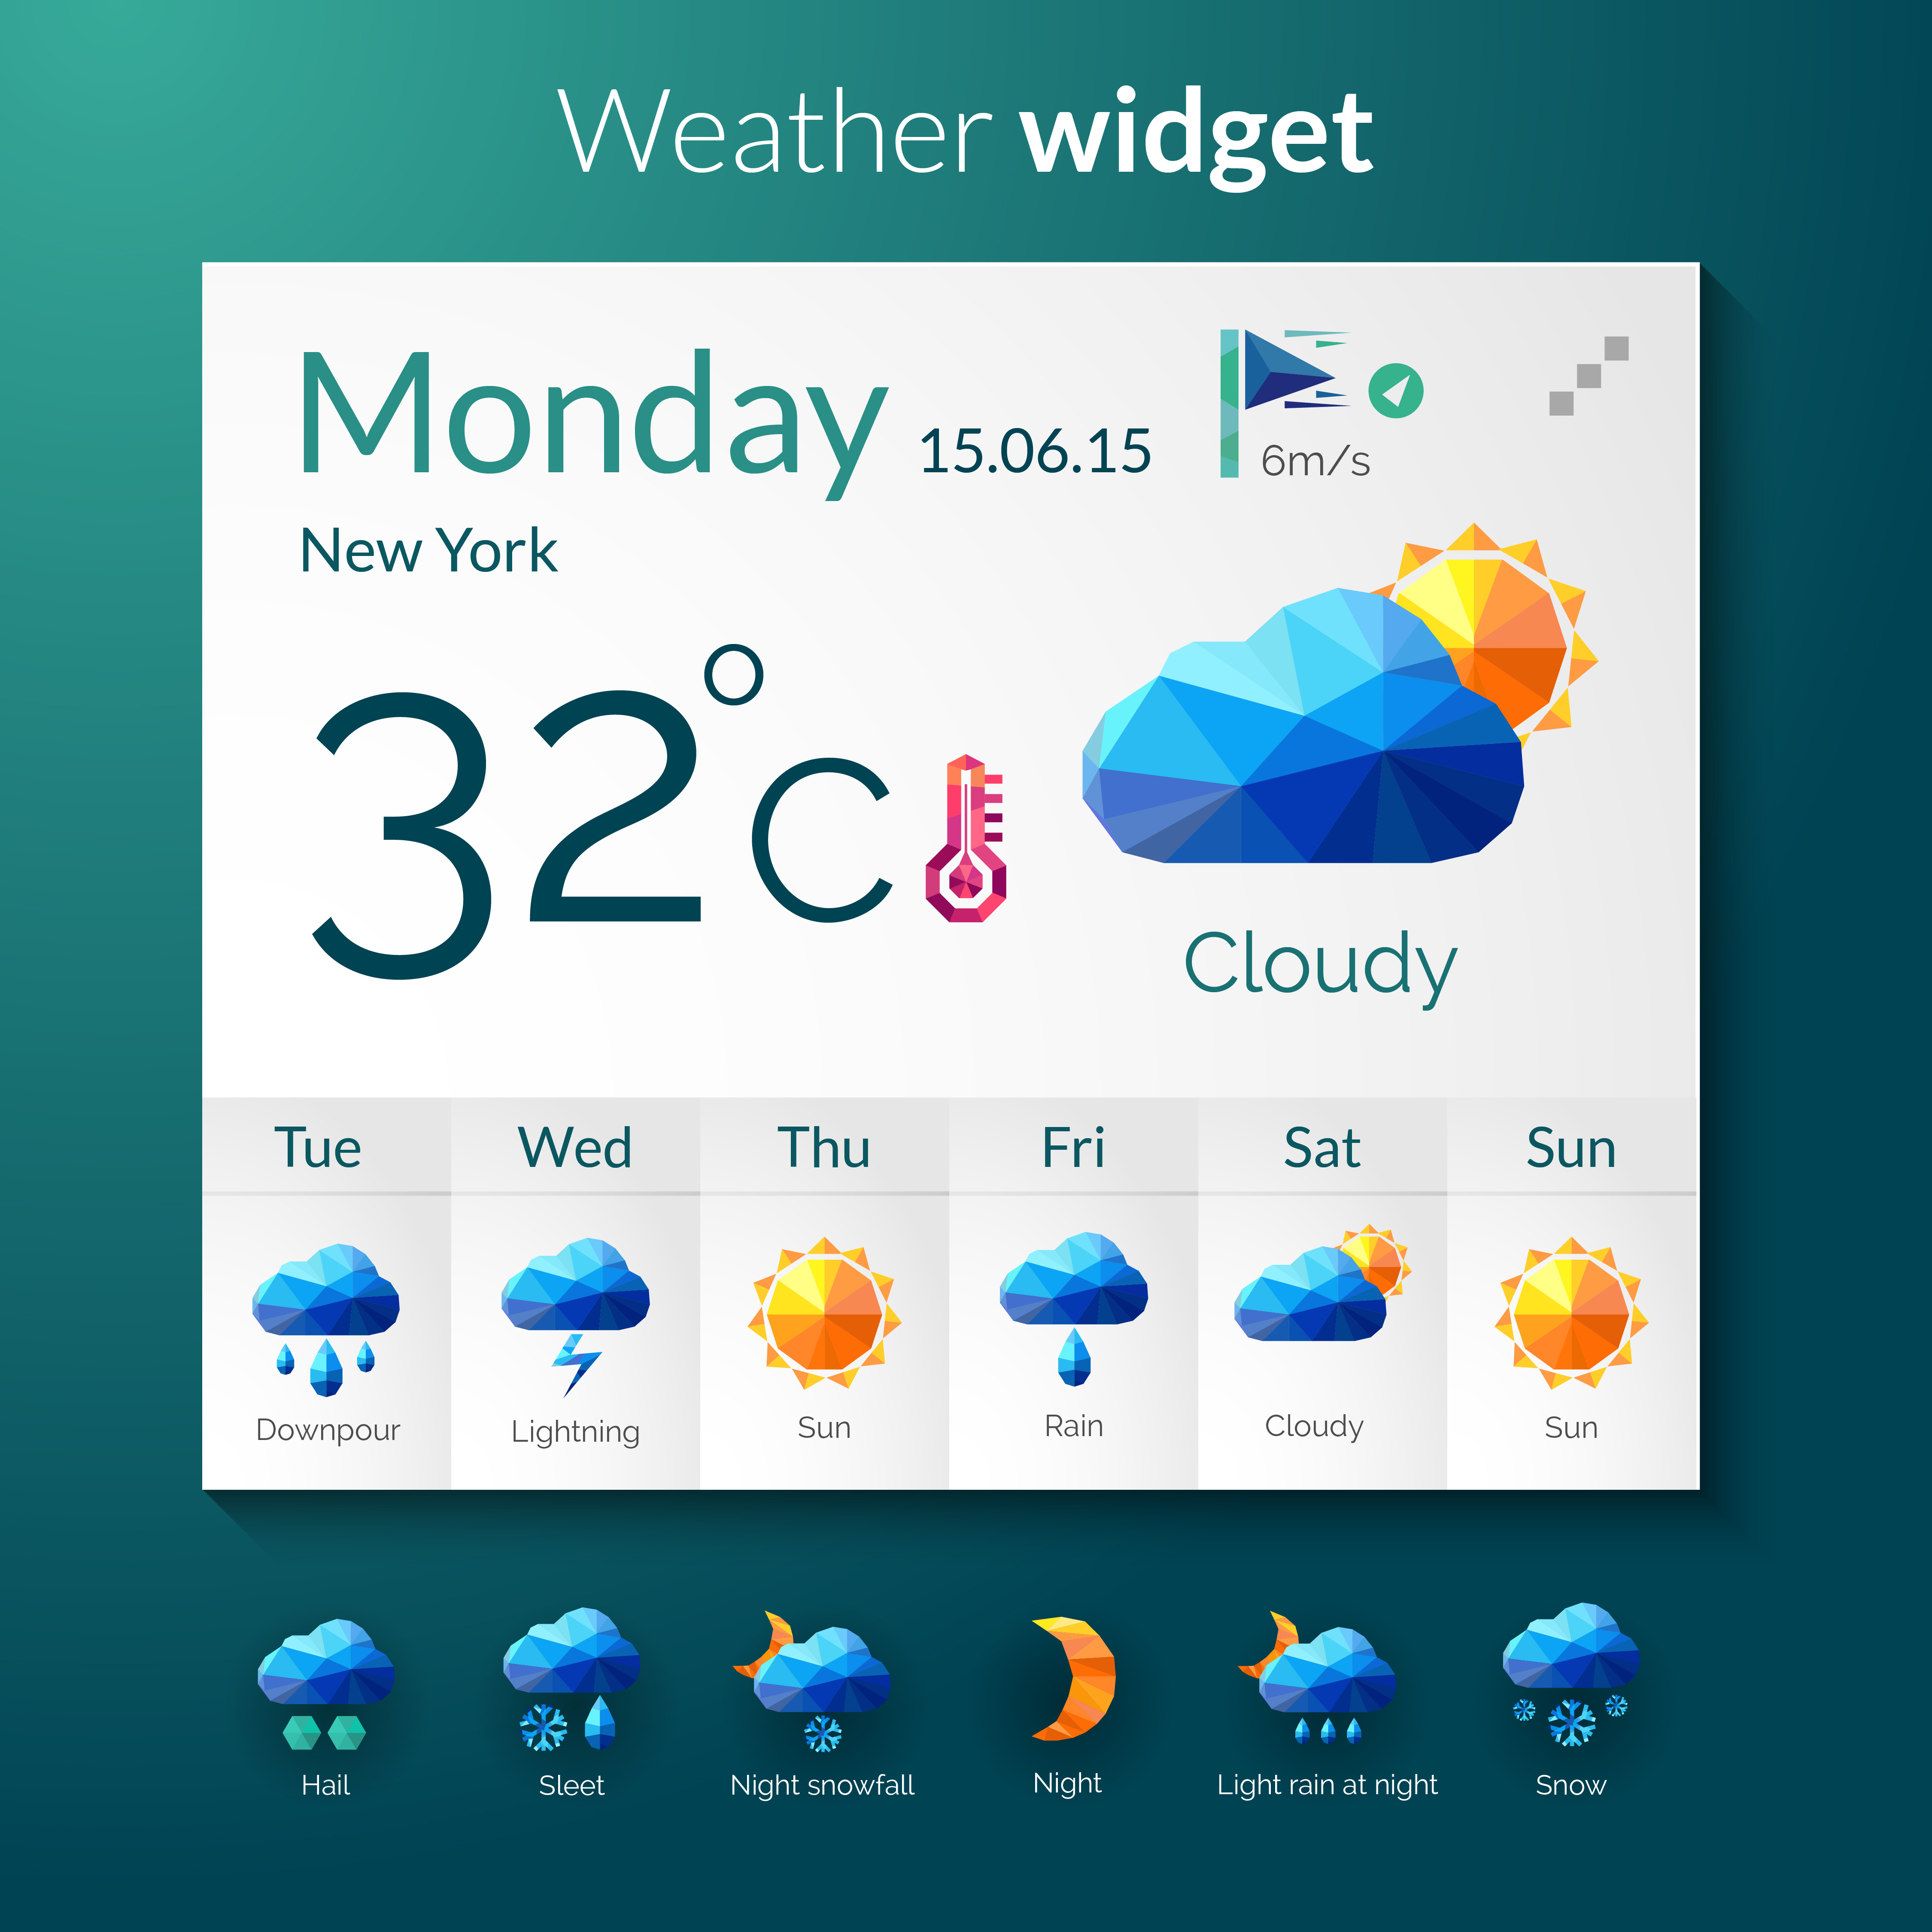 Weather widget
Monday 15.06.15
6m/s
New York
32°C
Cloudy
Tue Wed Thu Fri Sat Sun
Downpour Lightning Sun Rain Cloudy Sun
Hail Sleet Night snowfall Night Light rain at night Snow